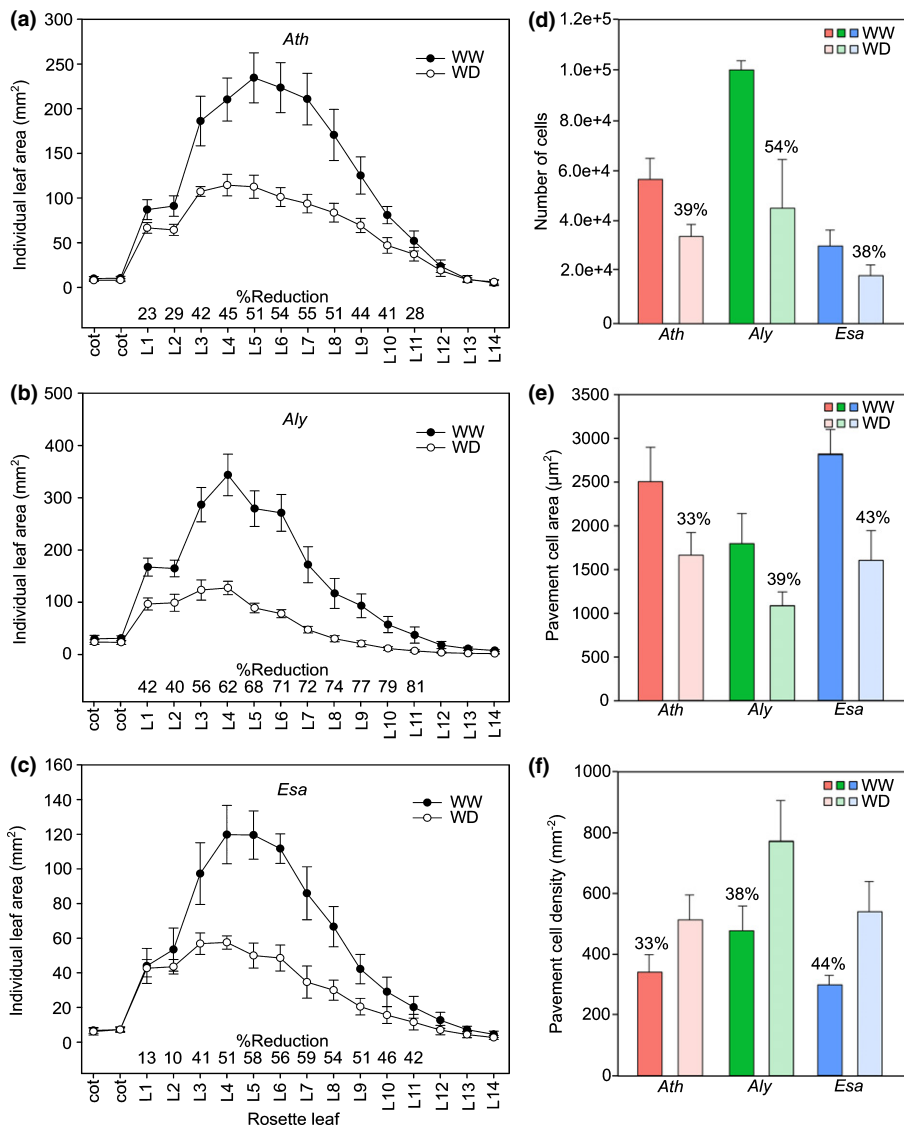 (a)
Individual leaf area (mm²)
300
250
200
150
100
50
0
Ath
WW
WD
%Reduction
23 29 42 45 51 54 55 51 44 41 28
cot cot L1 L2 L3 L4 L5 L6 L7 L8 L9 L10 L11 L12 L13 L14
(b)
Individual leaf area (mm²)
500
400
300
200
100
0
Aly
WW
WD
%Reduction
42 40 56 62 68 71 72 74 77 79 81
cot cot L1 L2 L3 L4 L5 L6 L7 L8 L9 L10 L11 L12 L13 L14
(c)
Individual leaf area (mm²)
160
140
120
100
80
60
40
20
0
Esa
WW
WD
%Reduction
13 10 41 51 58 56 59 54 51 46 42
cot cot L1 L2 L3 L4 L5 L6 L7 L8 L9 L10 L11 L12 L13 L14
Rosette leaf
(d)
Number of cells
1.2e+5
1.0e+5
8.0e+4
6.0e+4
4.0e+4
2.0e+4
0
WW
WD
39%
54%
38%
Ath Aly Esa
(e)
Pavement cell area (µm²)
3500
3000
2500
2000
1500
1000
500
0
WW
WD
33%
39%
43%
Ath Aly Esa
(f)
Pavement cell density (mm⁻²)
1000
800
600
400
200
0
WW
WD
33%
38%
44%
Ath Aly Esa